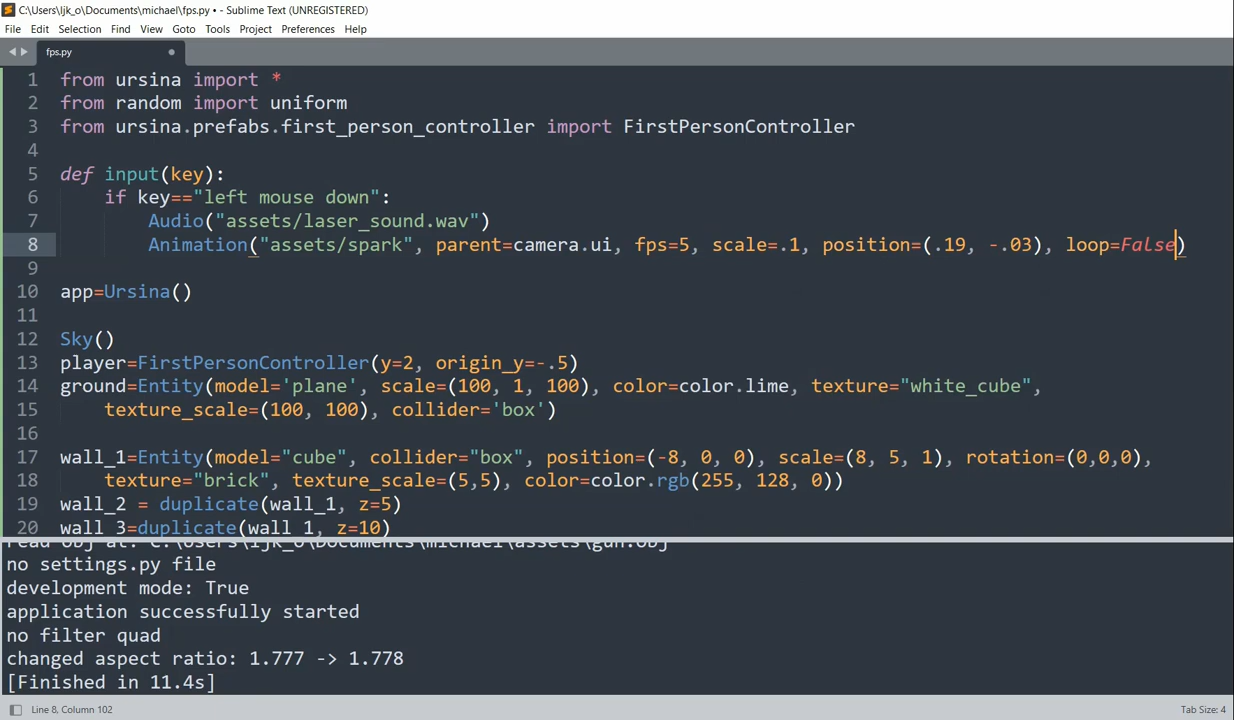 C:\Users\ljk_o\Documents\michael\fps.py • - Sublime Text (UNREGISTERED)
File Edit Selection Find View Goto Tools Project Preferences Help
fps.py
1 from ursina import *
2 from random import uniform
3 from ursina.prefabs.first_person_controller import FirstPersonController
4
5 def input(key):
6     if key=="left mouse down":
7         Audio("assets/laser_sound.wav")
8         Animation("assets/spark", parent=camera.ui, fps=5, scale=.1, position=(.19, -.03), loop=False)
9
10 app=Ursina()
11
12 Sky()
13 player=FirstPersonController(y=2, origin_y=-.5)
14 ground=Entity(model='plane', scale=(100, 1, 100), color=color.lime, texture="white_cube",
15     texture_scale=(100, 100), collider='box')
16
17 wall_1=Entity(model="cube", collider="box", position=(-8, 0, 0), scale=(8, 5, 1), rotation=(0,0,0),
18     texture="brick", texture_scale=(5,5), color=color.rgb(255, 128, 0))
19 wall_2 = duplicate(wall_1, z=5)
20 wall_3=duplicate(wall_1, z=10)
read obj at: C:\Users\ljk_o\Documents\michael\assets\gun.obj
no settings.py file
development mode: True
application successfully started
no filter quad
changed aspect ratio: 1.777 -> 1.778
[Finished in 11.4s]
Line 8, Column 102
Tab Size: 4